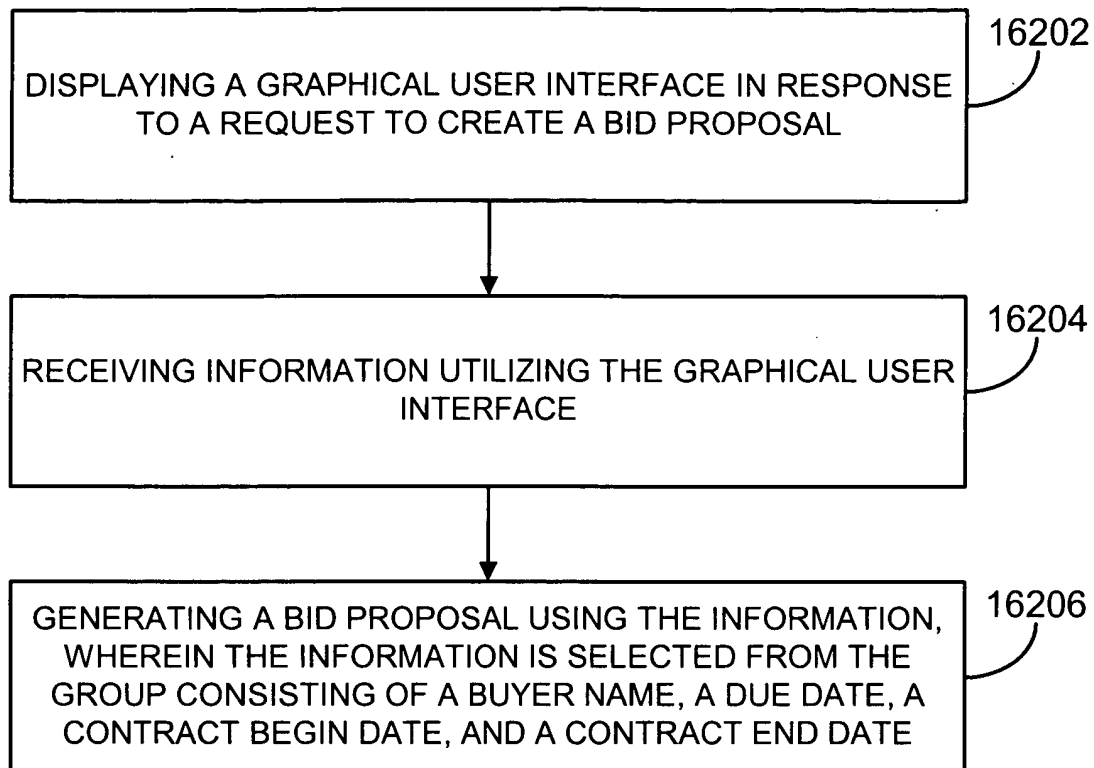 16202
DISPLAYING A GRAPHICAL USER INTERFACE IN RESPONSE
TO A REQUEST TO CREATE A BID PROPOSAL
16204
RECEIVING INFORMATION UTILIZING THE GRAPHICAL USER
INTERFACE
16206
GENERATING A BID PROPOSAL USING THE INFORMATION,
WHEREIN THE INFORMATION IS SELECTED FROM THE
GROUP CONSISTING OF A BUYER NAME, A DUE DATE, A
CONTRACT BEGIN DATE, AND A CONTRACT END DATE